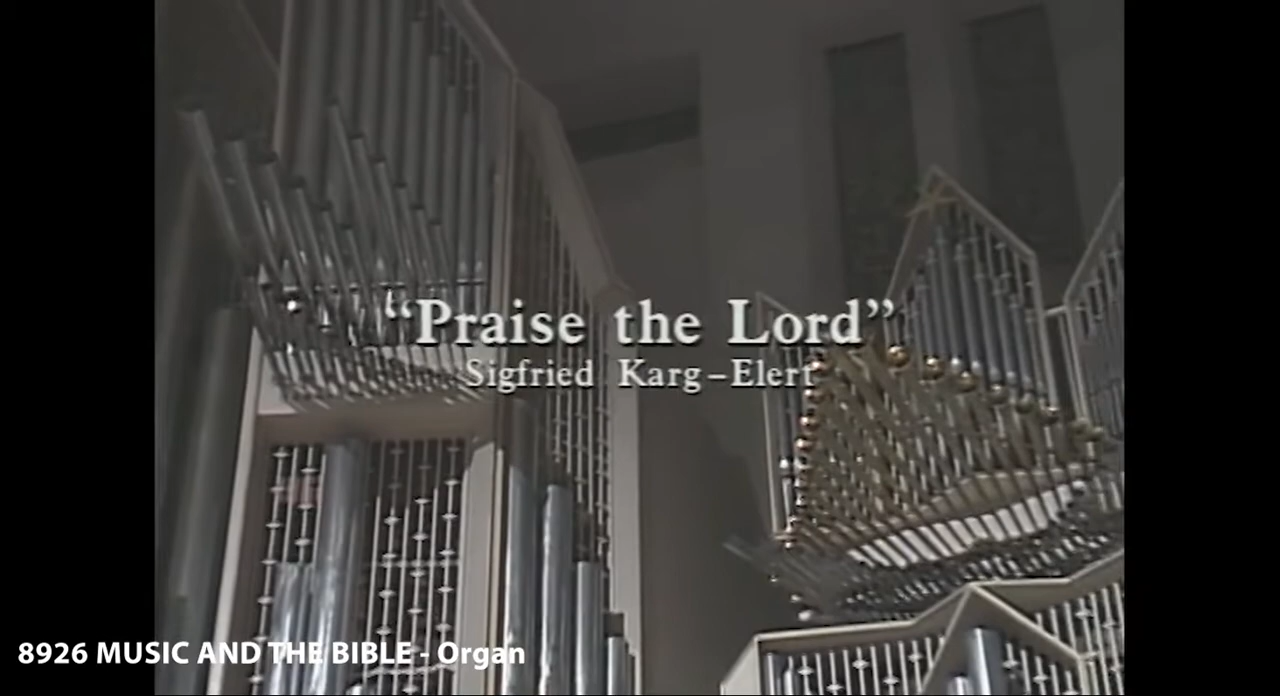 “Praise the Lord”
Sigfried Karg–Elert
8926 MUSIC AND THE BIBLE - Organ